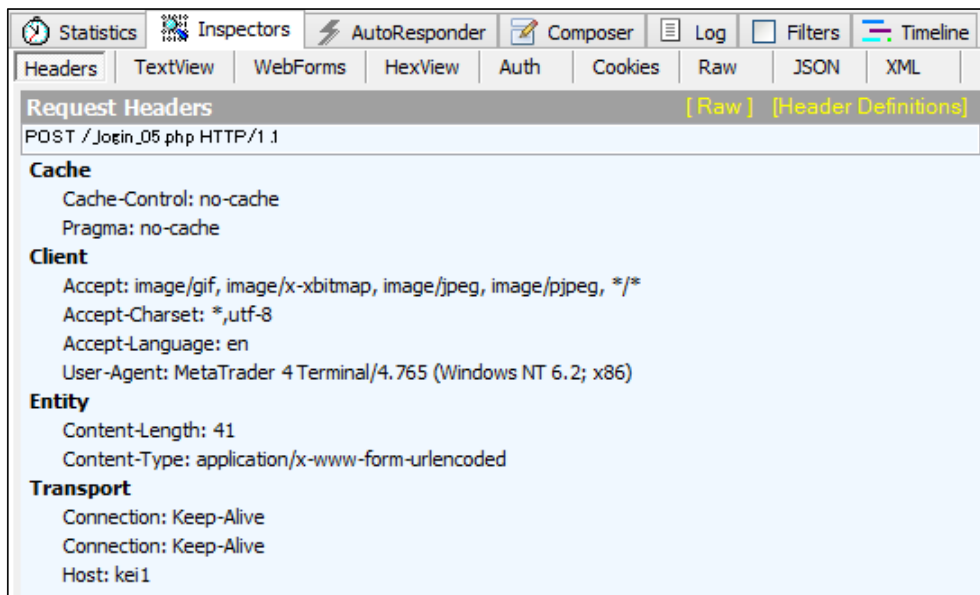 Statistics Inspectors AutoResponder Composer Log Filters Timeline
Headers TextView WebForms HexView Auth Cookies Raw JSON XML
Request Headers [ Raw ] [Header Definitions]
POST /_login_05.php HTTP/1.1
Cache
Cache-Control: no-cache
Pragma: no-cache
Client
Accept: image/gif, image/x-xbitmap, image/jpeg, image/pjpeg, */*
Accept-Charset: *,utf-8
Accept-Language: en
User-Agent: MetaTrader 4 Terminal/4.765 (Windows NT 6.2; x86)
Entity
Content-Length: 41
Content-Type: application/x-www-form-urlencoded
Transport
Connection: Keep-Alive
Connection: Keep-Alive
Host: kei1